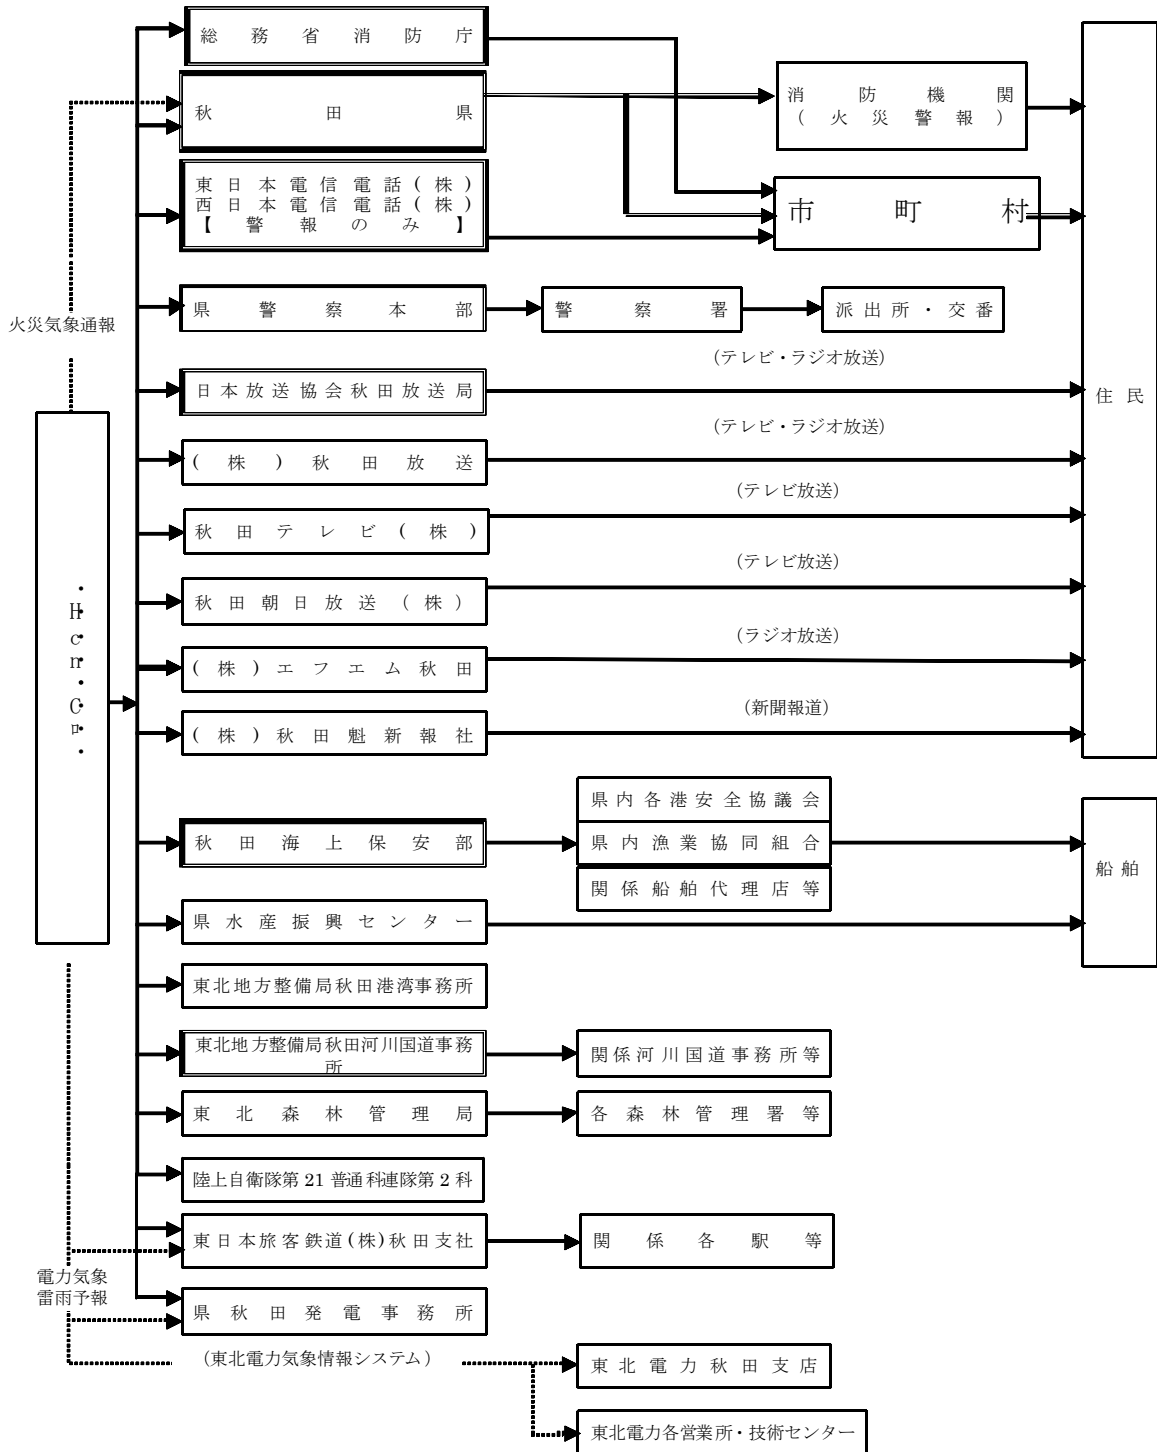 総務省消防庁
秋田県
消防機関
(火災警報)
東日本電信電話(株)
西日本電信電話(株)
【警報のみ】
市町村
県警察本部
警察署
派出所・交番
火災気象通報
(テレビ・ラジオ放送)
日本放送協会秋田放送局
住民
(テレビ・ラジオ放送)
(株)秋田放送
(テレビ放送)
秋田テレビ(株)
(テレビ放送)
秋田朝日放送(株)
(ラジオ放送)
(株)エフエム秋田
(新聞報道)
(株)秋田魁新報社
県内各港安全協議会
秋田海上保安部
県内漁業協同組合
船舶
関係船舶代理店等
県水産振興センター
東北地方整備局秋田港湾事務所
東北地方整備局秋田河川国道事務
所
関係河川国道事務所等
東北森林管理局
各森林管理署等
陸上自衛隊第21普通科連隊第2科
東日本旅客鉄道(株)秋田支社
関係各駅等
電力気象
雷雨予報
県秋田発電事務所
(東北電力気象情報システム)
東北電力秋田支店
東北電力各営業所・技術センター